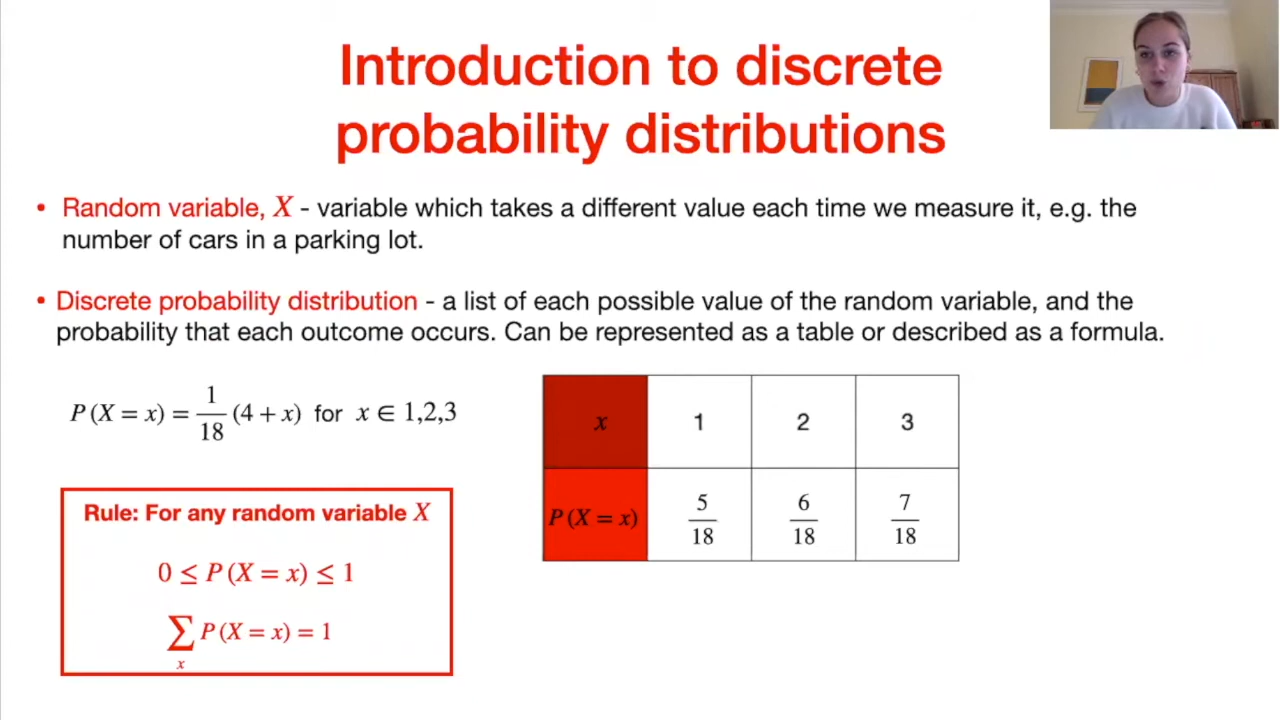 Introduction to discrete
probability distributions
• Random variable, X - variable which takes a different value each time we measure it, e.g. the
number of cars in a parking lot.
• Discrete probability distribution - a list of each possible value of the random variable, and the
probability that each outcome occurs. Can be represented as a table or described as a formula.
P(X = x) = 1/18 (4 + x) for x ∈ 1,2,3
x 1 2 3
P(X = x) 5/18 6/18 7/18
Rule: For any random variable X
0 ≤ P(X = x) ≤ 1
∑x P(X = x) = 1